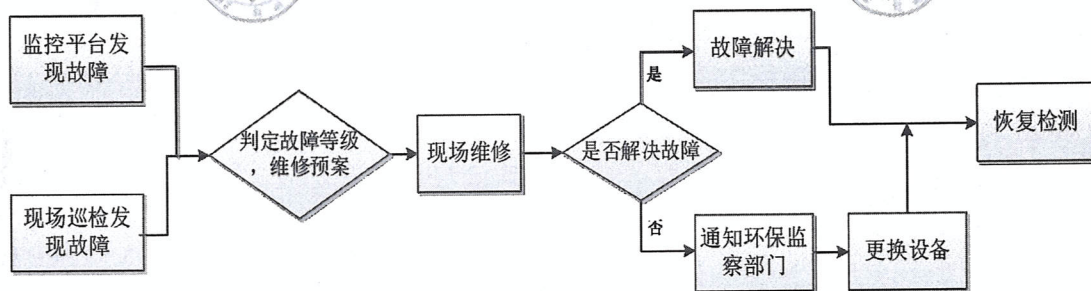 监控平台发
现故障
现场巡检发
现故障
判定故障等级
，维修预案
现场维修
是否解决故障
是
故障解决
否
通知环保监
察部门
更换设备
恢复检测